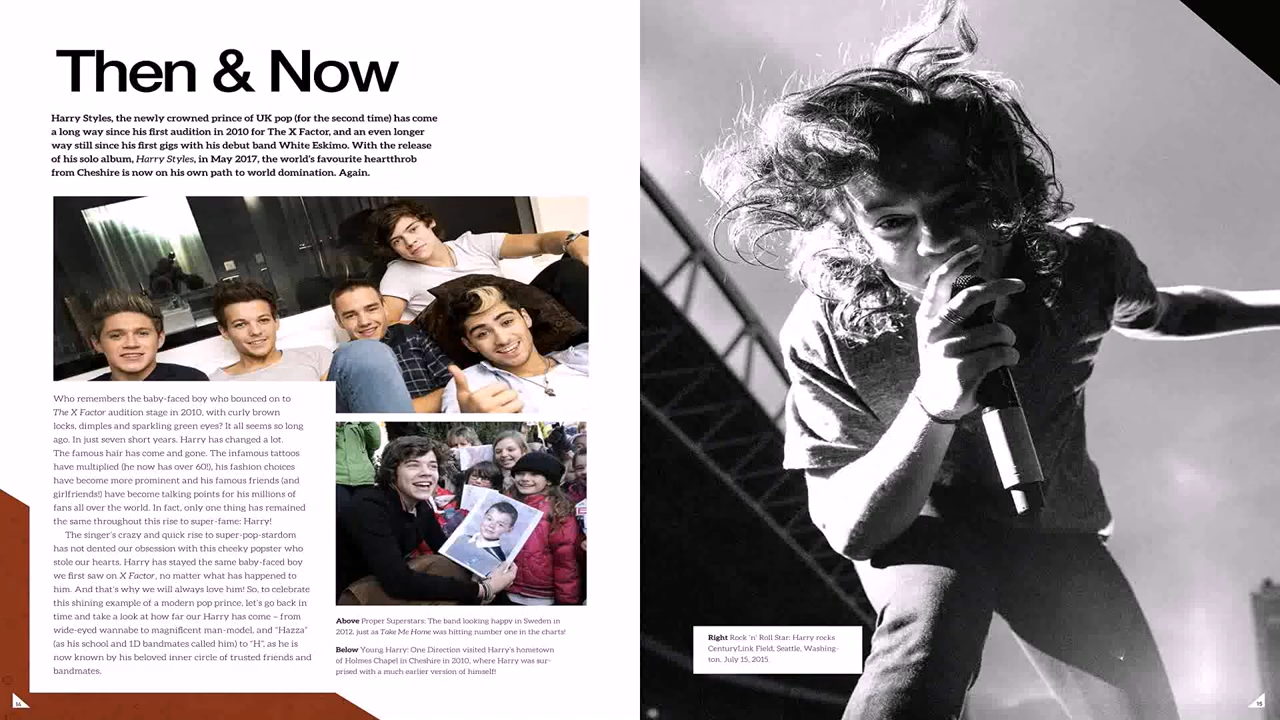 Then & Now
Harry Styles, the newly crowned prince of UK pop (for the second time) has come
a long way since his first audition in 2010 for The X Factor, and an even longer
way still since his first gigs with his debut band White Eskimo. With the release
of his solo album, Harry Styles, in May 2017, the world's favourite heartthrob
from Cheshire is now on his own path to world domination. Again.
Who remembers the baby-faced boy who bounced on to
The X Factor audition stage in 2010, with curly brown
locks, dimples and sparkling green eyes? It all seems so long
ago. In just seven short years, Harry has changed a lot.
The famous hair has come and gone. The infamous tattoos
have multiplied (he now has over 60!), his fashion choices
have become more prominent and his famous friends (and
girlfriends!) have become talking points for his millions of
fans all over the world. In fact, only one thing has remained
the same throughout this rise to super-fame: Harry!
The singer's crazy and quick rise to super-pop-stardom
has not dented our obsession with this cheeky popster who
stole our hearts. Harry has stayed the same baby-faced boy
we first saw on X Factor, no matter what has happened to
him. And that's why we will always love him! So, to celebrate
this shining example of a modern pop prince, let's go back in
time and take a look at how far our Harry has come – from
wide-eyed wannabe to magnificent man-model, and "Hazza"
(as his school and 1D bandmates called him) to "H", as he is
now known by his beloved inner circle of trusted friends and
bandmates.
Above Proper Superstars: The band looking happy in Sweden in
2012, just as Take Me Home was hitting number one in the charts!
Below Young Harry: One Direction visited Harry's hometown
of Holmes Chapel in Cheshire in 2010, where Harry was sur-
prised with a much earlier version of himself!
14
Right Rock 'n' Roll Star: Harry rocks
CenturyLink Field, Seattle, Washing-
ton. July 15, 2015.
15